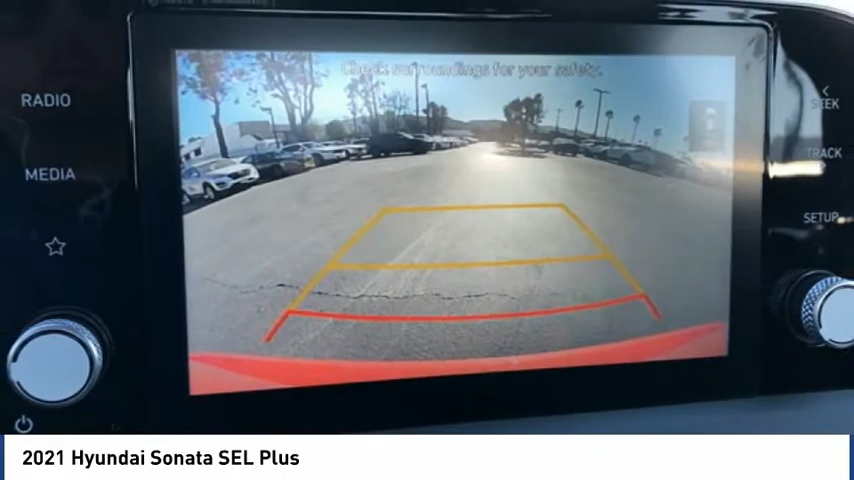 Check surroundings for your safety.
RADIO
SEEK
MEDIA
TRACK
SETUP
2021 Hyundai Sonata SEL Plus